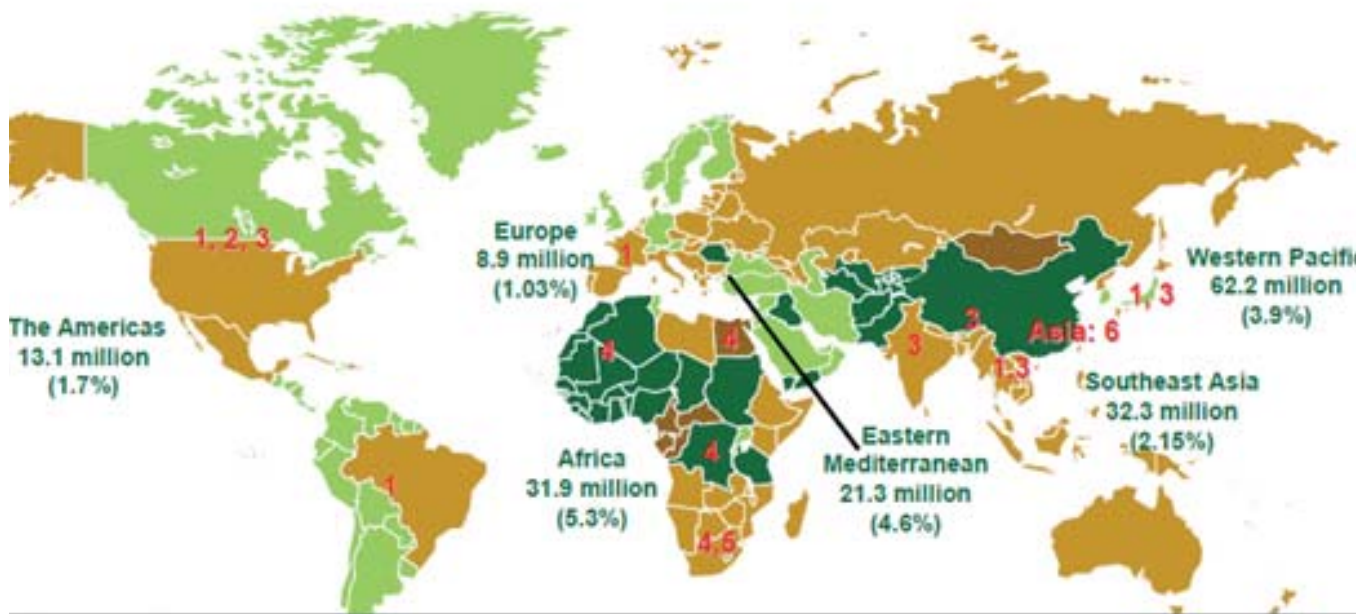 1, 2, 3
The Americas
13.1 million
(1.7%)
1
Europe
8.9 million
(1.03%)
1
4
4
4
4,5
Africa
31.9 million
(5.3%)
Eastern
Mediterranean
21.3 million
(4.6%)
3
3
Asia: 6
1,3
1,3
Western Pacific
62.2 million
(3.9%)
Southeast Asia
32.3 million
(2.15%)